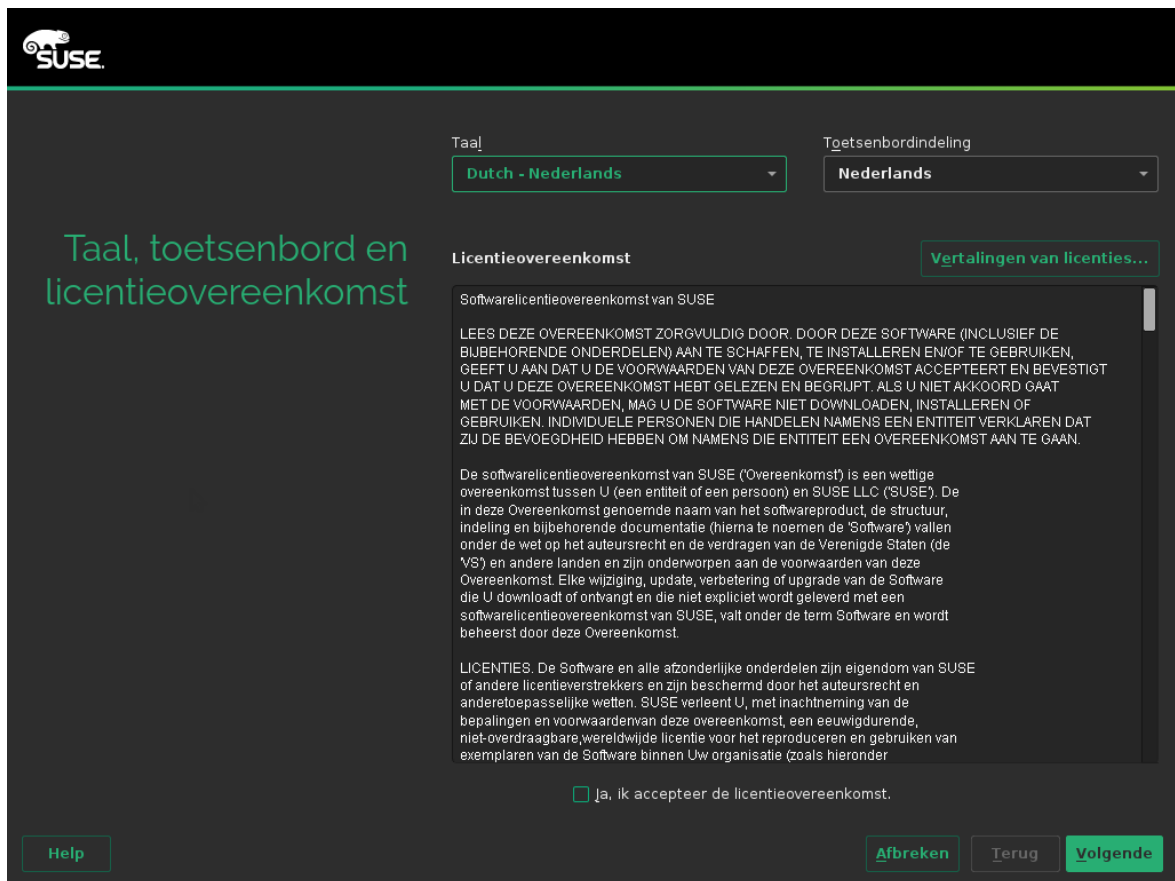 SUSE.
Taal
Toetsenbordindeling
Dutch - Nederlands
Nederlands
Taal, toetsenbord en
licentieovereenkomst
Licentieovereenkomst
Vertalingen van licenties...
Softwarelicentieovereenkomst van SUSE
LEES DEZE OVEREENKOMST ZORGVULDIG DOOR. DOOR DEZE SOFTWARE (INCLUSIEF DE
BIJBEHORENDE ONDERDELEN) AAN TE SCHAFFEN, TE INSTALLEREN EN/OF TE GEBRUIKEN,
GEEFT U AAN DAT U DE VOORWAARDEN VAN DEZE OVEREENKOMST ACCEPTEERT EN BEVESTIGT
U DAT U DEZE OVEREENKOMST HEBT GELEZEN EN BEGRIJPT. ALS U NIET AKKOORD GAAT
MET DE VOORWAARDEN, MAG U DE SOFTWARE NIET DOWNLOADEN, INSTALLEREN OF
GEBRUIKEN. INDIVIDUELE PERSONEN DIE HANDELEN NAMENS EEN ENTITEIT VERKLAREN DAT
ZIJ DE BEVOEGDHEID HEBBEN OM NAMENS DIE ENTITEIT EEN OVEREENKOMST AAN TE GAAN.
De softwarelicentieovereenkomst van SUSE ('Overeenkomst') is een wettige
overeenkomst tussen U (een entiteit of een persoon) en SUSE LLC ('SUSE'). De
in deze Overeenkomst genoemde naam van het softwareproduct, de structuur,
indeling en bijbehorende documentatie (hierna te noemen de 'Software') vallen
onder de wet op het auteursrecht en de verdragen van de Verenigde Staten (de
'VS') en andere landen en zijn onderworpen aan de voorwaarden van deze
Overeenkomst. Elke wijziging, update, verbetering of upgrade van de Software
die U downloadt of ontvangt en die niet expliciet wordt geleverd met een
softwarelicentieovereenkomst van SUSE, valt onder de term Software en wordt
beheerst door deze Overeenkomst.
LICENTIES. De Software en alle afzonderlijke onderdelen zijn eigendom van SUSE
of andere licentieverstrekkers en zijn beschermd door het auteursrecht en
anderetoepasselijke wetten. SUSE verleent U, met inachtneming van de
bepalingen en voorwaardenvan deze overeenkomst, een eeuwigdurende,
niet-overdraagbare,wereldwijde licentie voor het reproduceren en gebruiken van
exemplaren van de Software binnen Uw organisatie (zoals hieronder
Ja, ik accepteer de licentieovereenkomst.
Help
Afbreken
Terug
Volgende